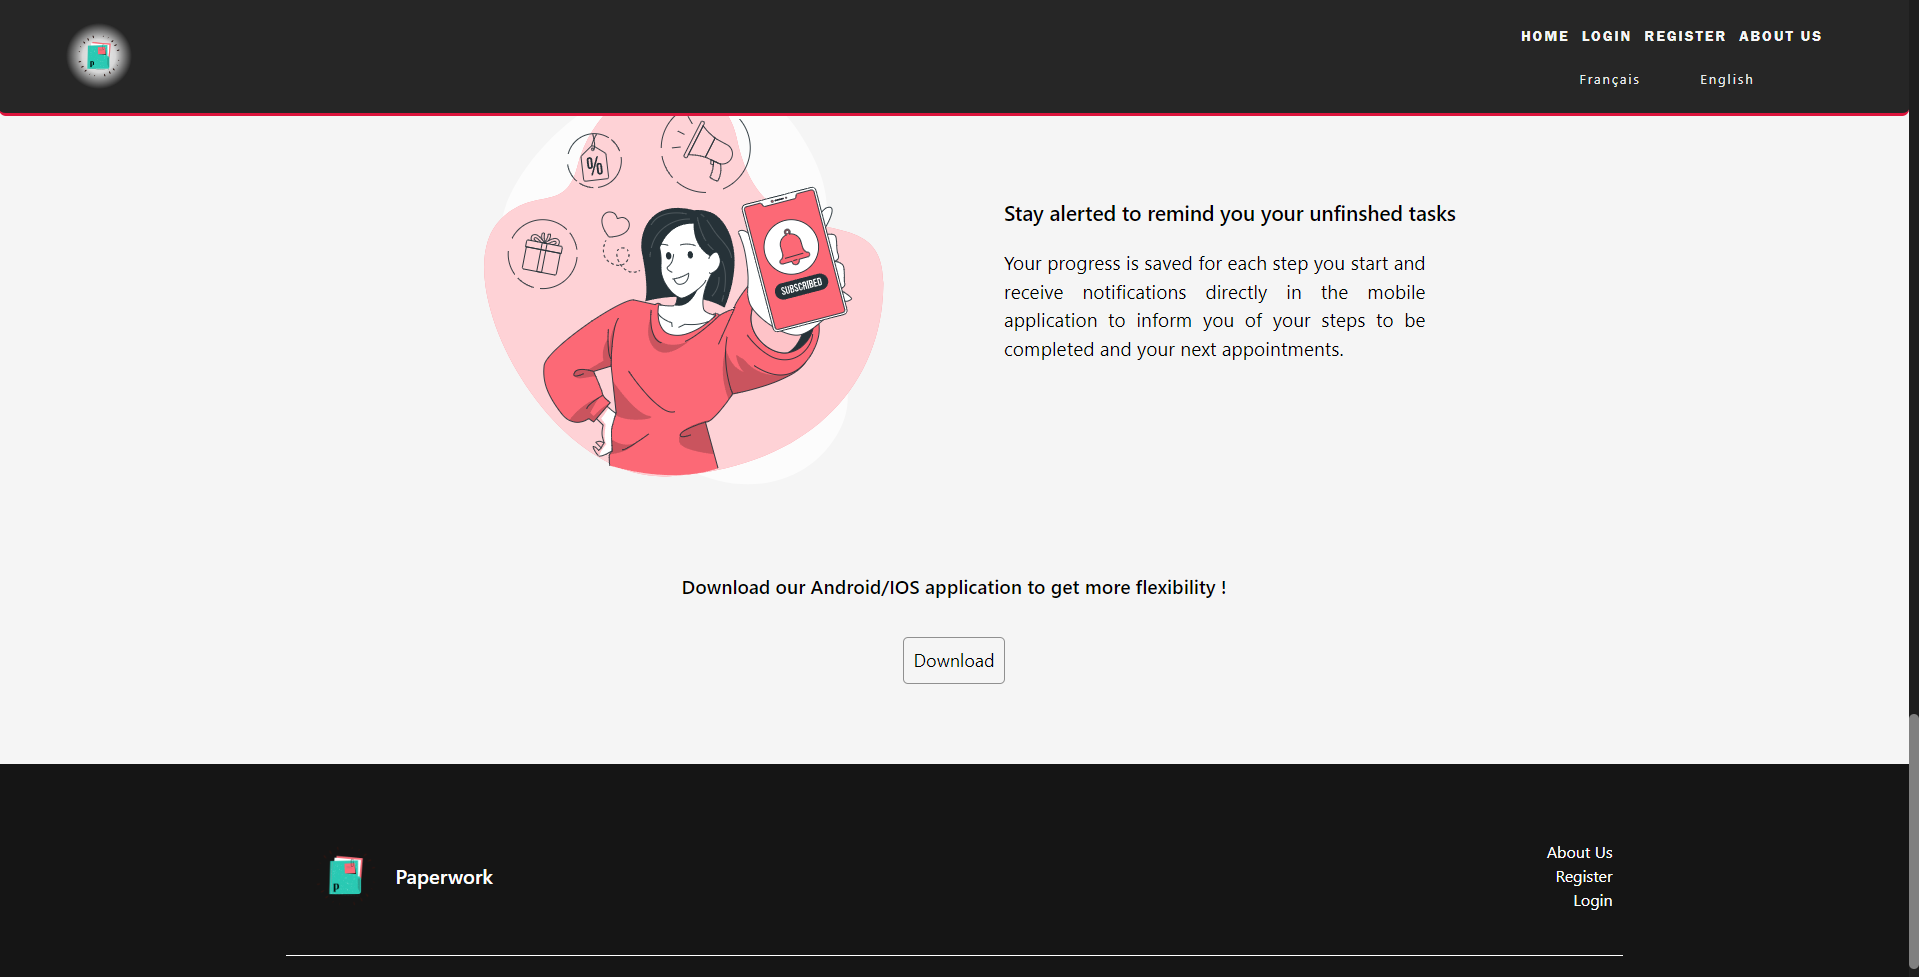 HOME LOGIN REGISTER ABOUT US
Français English
%
SUBSCRIBED
Stay alerted to remind you your unfinshed tasks
Your progress is saved for each step you start and
receive notifications directly in the mobile
application to inform you of your steps to be
completed and your next appointments.
Download our Android/IOS application to get more flexibility !
Download
p
Paperwork
About Us
Register
Login